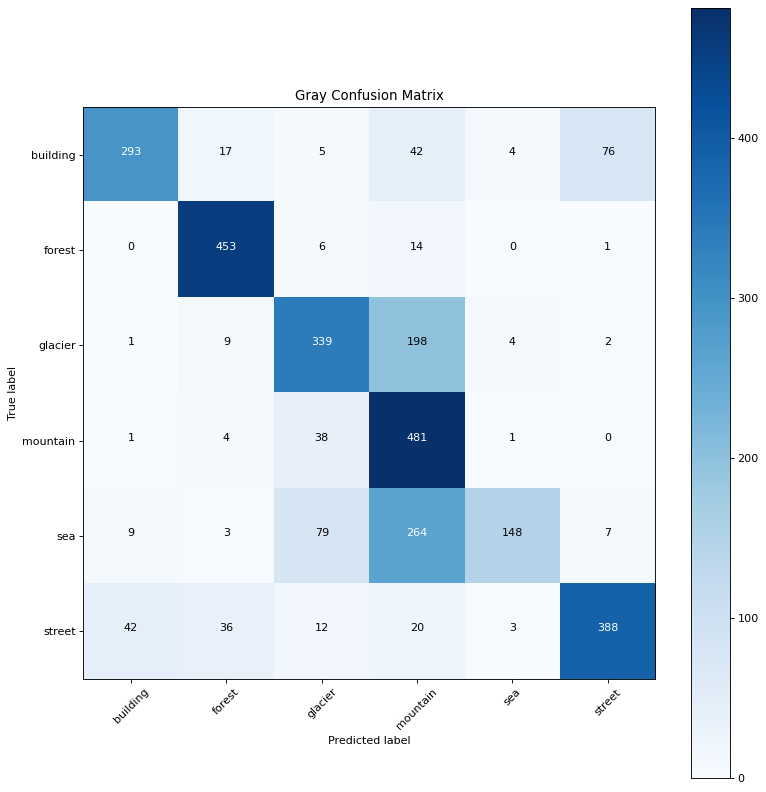 Gray Confusion Matrix
building 293 17 5 42 4 76
forest 0 453 6 14 0 1
glacier 1 9 339 198 4 2
mountain 1 4 38 481 1 0
sea 9 3 79 264 148 7
street 42 36 12 20 3 388
True label
building forest glacier mountain sea street
Predicted label
400
300
200
100
0